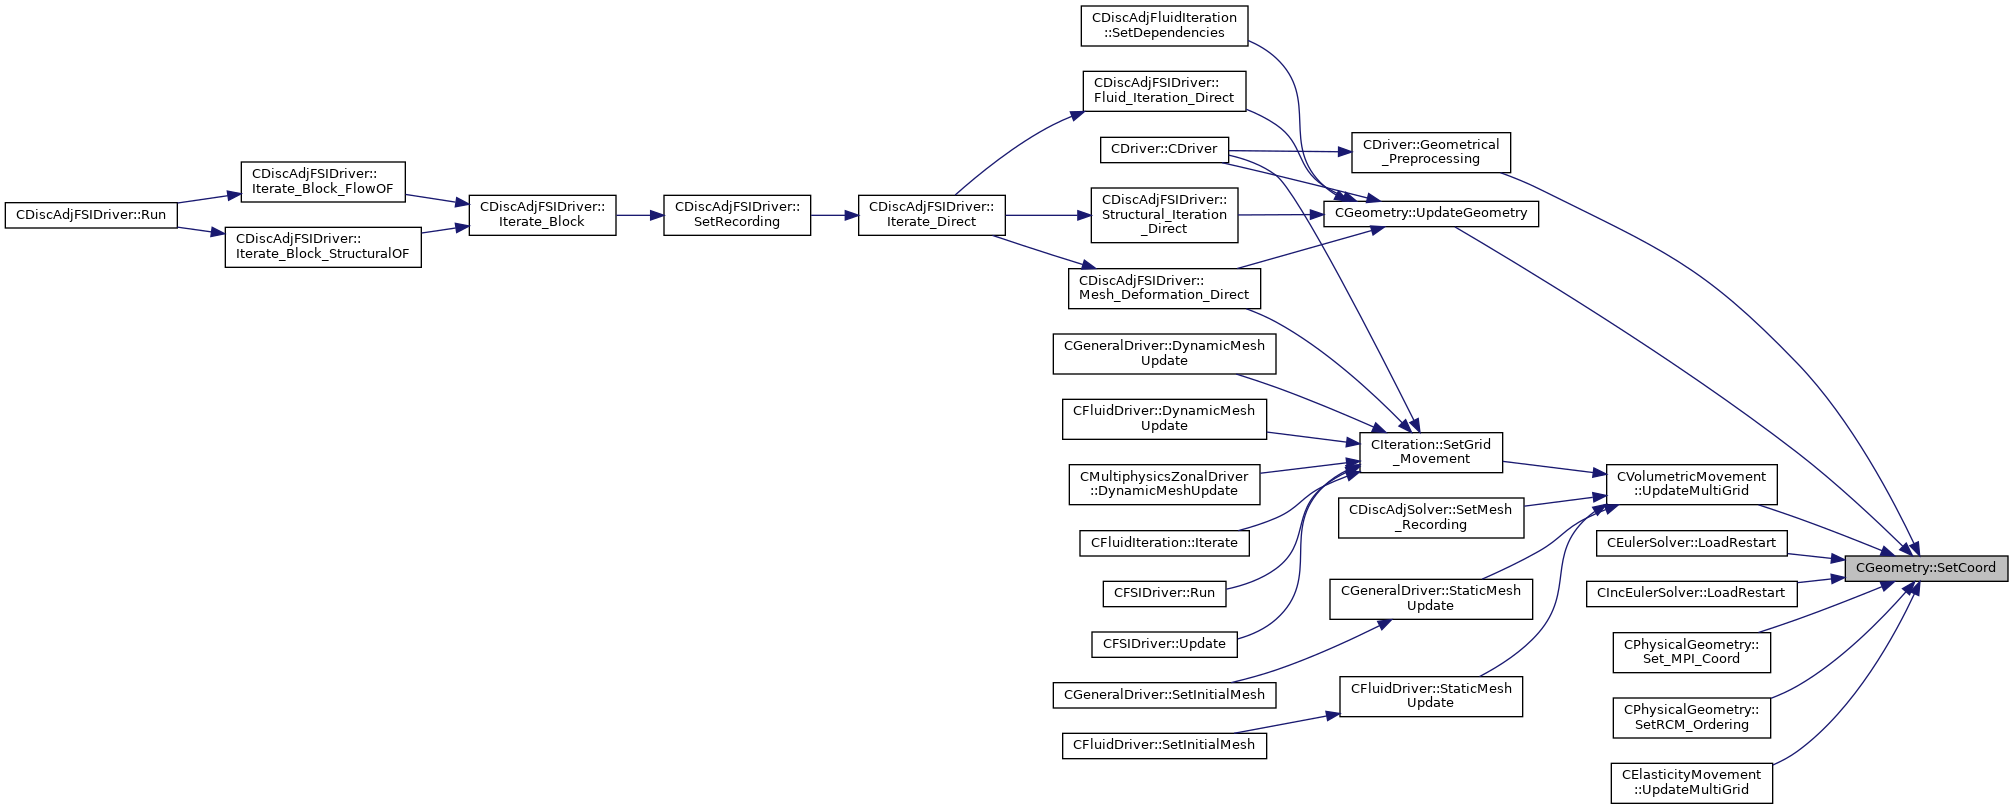 CDiscAdjFSIDriver::Run
CDiscAdjFSIDriver::
Iterate_Block_FlowOF
CDiscAdjFSIDriver::
Iterate_Block_StructuralOF
CDiscAdjFSIDriver::
Iterate_Block
CDiscAdjFSIDriver::
SetRecording
CDiscAdjFSIDriver::
Iterate_Direct
CDiscAdjFluidIteration
::SetDependencies
CDiscAdjFSIDriver::
Fluid_Iteration_Direct
CDriver::CDriver
CDiscAdjFSIDriver::
Structural_Iteration
_Direct
CDiscAdjFSIDriver::
Mesh_Deformation_Direct
CGeneralDriver::DynamicMesh
Update
CFluidDriver::DynamicMesh
Update
CMultiphysicsZonalDriver
::DynamicMeshUpdate
CFluidIteration::Iterate
CFSIDriver::Run
CFSIDriver::Update
CGeneralDriver::SetInitialMesh
CFluidDriver::SetInitialMesh
CDriver::Geometrical
_Preprocessing
CGeometry::UpdateGeometry
CIteration::SetGrid
_Movement
CDiscAdjSolver::SetMesh
_Recording
CGeneralDriver::StaticMesh
Update
CFluidDriver::StaticMesh
Update
CVolumetricMovement
::UpdateMultiGrid
CEulerSolver::LoadRestart
CIncEulerSolver::LoadRestart
CPhysicalGeometry::
Set_MPI_Coord
CPhysicalGeometry::
SetRCM_Ordering
CElasticityMovement
::UpdateMultiGrid
CGeometry::SetCoord